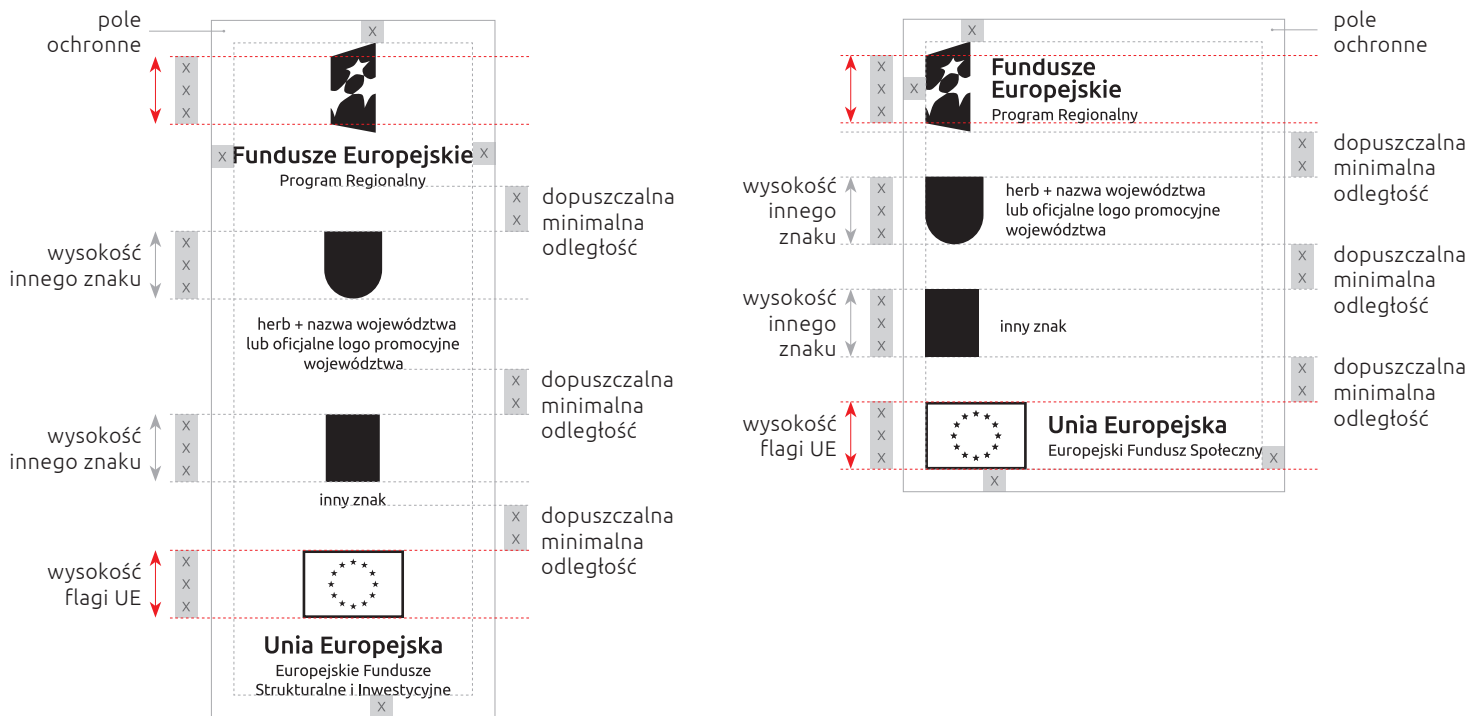 pole
ochronne
X
X
X
X
X
Fundusze Europejskie
X
Program Regionalny
X
X
dopuszczalna
minimalna
odległość
wysokość
innego znaku
X
X
X
herb + nazwa województwa
lub oficjalne logo promocyjne
województwa
X
X
dopuszczalna
minimalna
odległość
wysokość
innego znaku
X
X
X
inny znak
X
X
dopuszczalna
minimalna
odległość
wysokość
flagi UE
X
X
X
Unia Europejska
Europejskie Fundusze
Strukturalne i Inwestycyjne
X
pole
ochronne
X
X
X
X
X
Fundusze
Europejskie
Program Regionalny
X
X
dopuszczalna
minimalna
odległość
wysokość
innego
znaku
X
X
X
herb + nazwa województwa
lub oficjalne logo promocyjne
województwa
X
X
dopuszczalna
minimalna
odległość
wysokość
innego
znaku
X
X
X
inny znak
X
X
dopuszczalna
minimalna
odległość
wysokość
flagi UE
X
X
X
Unia Europejska
Europejski Fundusz Społeczny
X
X